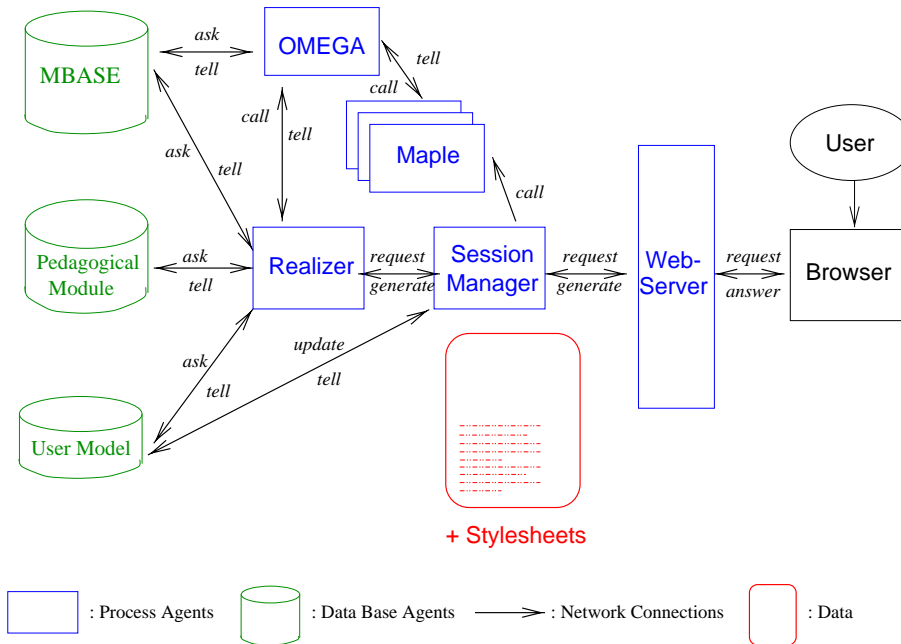 ask
tell
OMEGA
MBASE
tell
call
call
tell
ask
tell
Maple
User
call
Pedagogical
Module
ask
tell
Realizer
request
generate
Session
Manager
request
generate
Web-
Server
request
answer
Browser
update
tell
ask
tell
User Model
+ Stylesheets
: Process Agents
: Data Base Agents
: Network Connections
: Data